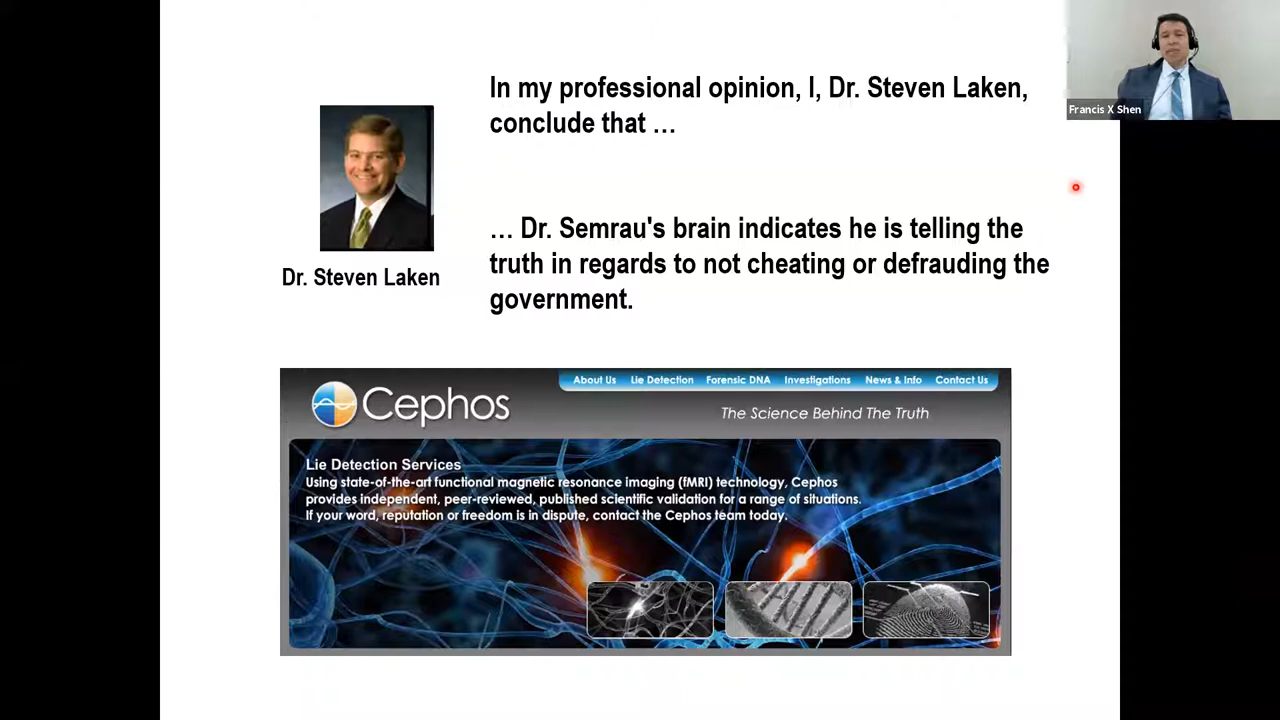 In my professional opinion, I, Dr. Steven Laken,
conclude that …
Francis X Shen
… Dr. Semrau's brain indicates he is telling the
truth in regards to not cheating or defrauding the
government.
Dr. Steven Laken
About Us Lie Detection Forensic DNA Investigations News & Info Contact Us
Cephos
The Science Behind The Truth
Lie Detection Services
Using state-of-the-art functional magnetic resonance imaging (fMRI) technology, Cephos
provides independent, peer-reviewed, published scientific validation for a range of situations.
If your word, reputation or freedom is in dispute, contact the Cephos team today.